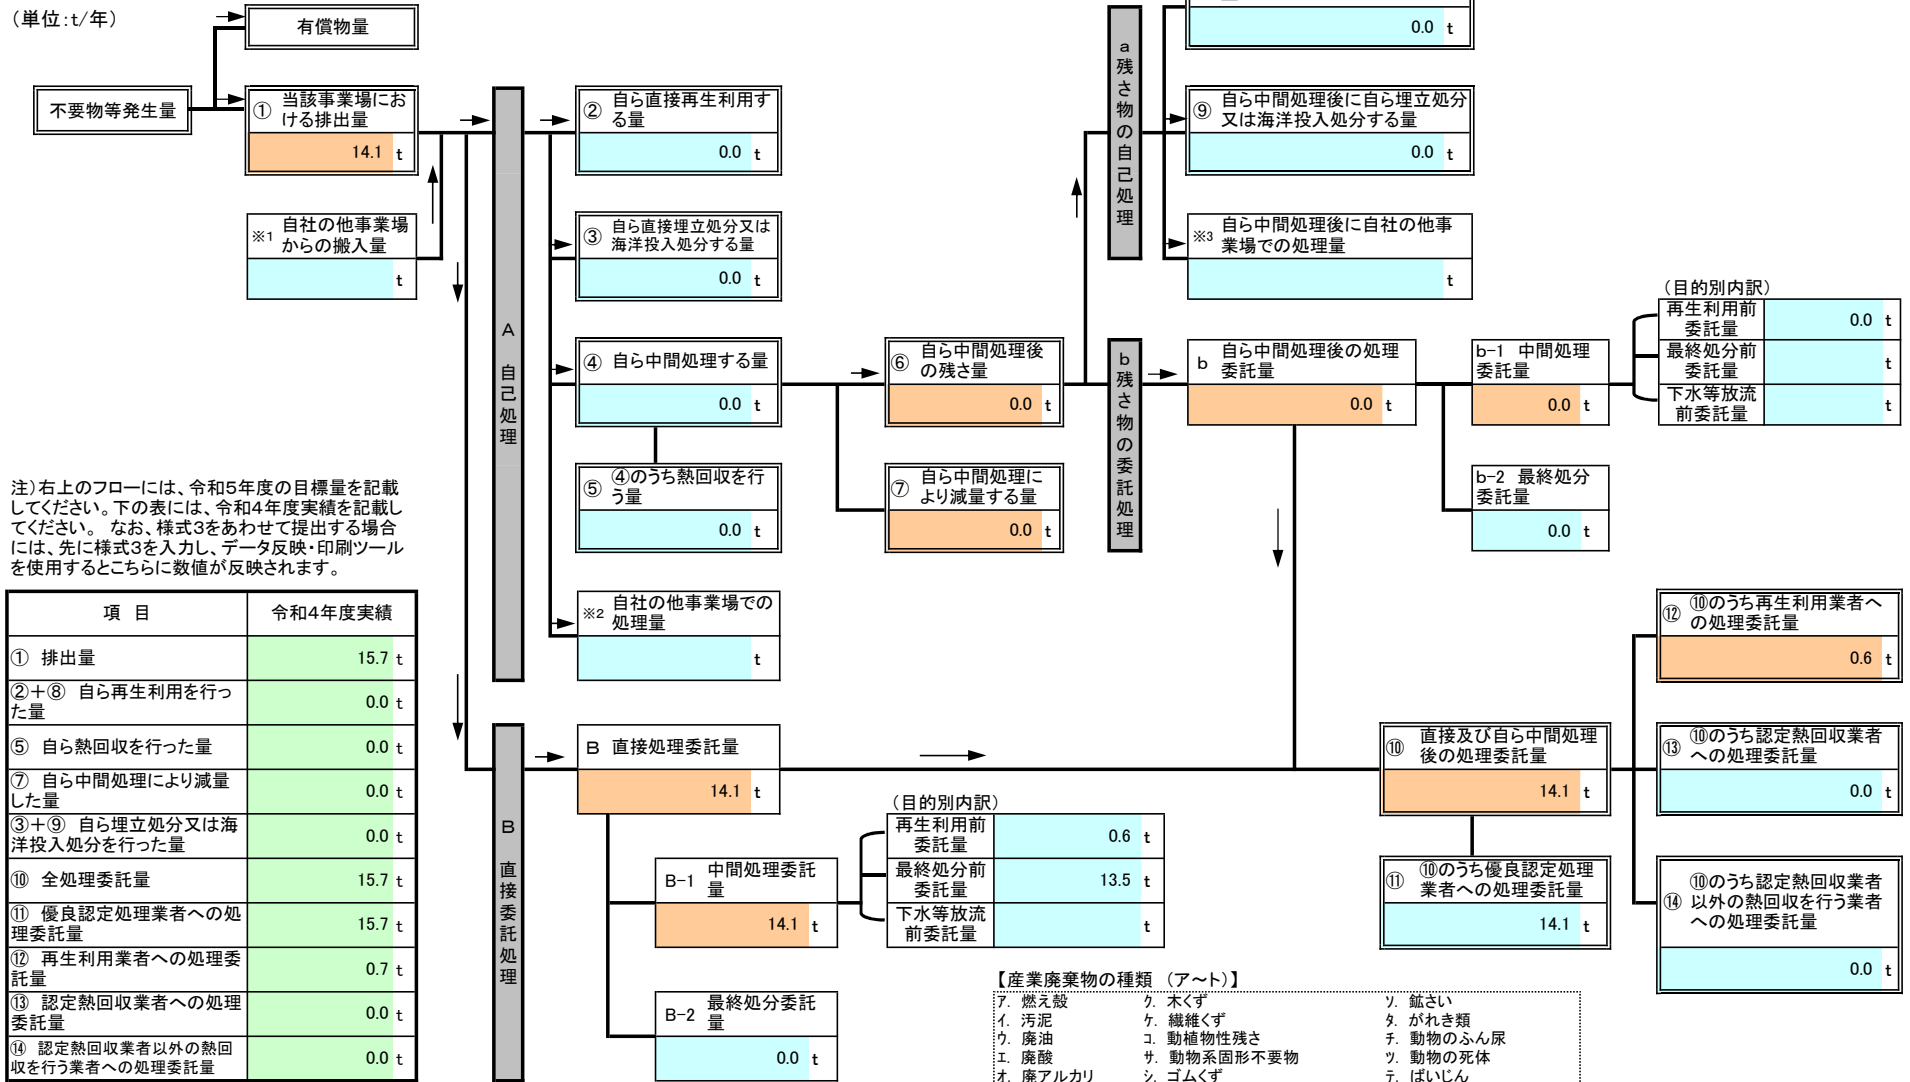 (単位:t/年)
有償物量
不要物等発生量
① 当該事業場にお
ける排出量
14.1 t
※1 自社の他事業場
からの搬入量
t
A 自己処理
② 自ら直接再生利用す
る量
0.0 t
③ 自ら直接埋立処分又は
海洋投入処分する量
0.0 t
④ 自ら中間処理する量
0.0 t
⑤ ④のうち熱回収を行
う量
0.0 t
※2 自社の他事業場での
処理量
t
⑥ 自ら中間処理後
の残さ量
0.0 t
⑦ 自ら中間処理に
より減量する量
0.0 t
a 残さ物の自己処理
0.0 t
⑨ 自ら中間処理後に自ら埋立処分
又は海洋投入処分する量
0.0 t
※3 自ら中間処理後に自社の他事
業場での処理量
t
b 残さ物の委託処理
b 自ら中間処理後の処理
委託量
0.0 t
b-1 中間処理
委託量
0.0 t
b-2 最終処分
委託量
0.0 t
(目的別内訳)
再生利用前
委託量
0.0 t
最終処分前
委託量
t
下水等放流
前委託量
t
注)右上のフローには、令和5年度の目標量を記載
してください。下の表には、令和4年度実績を記載し
てください。 なお、様式3をあわせて提出する場合
には、先に様式3を入力し、データ反映・印刷ツール
を使用するとこちらに数値が反映されます。
項 目 令和4年度実績
① 排出量 15.7 t
②+⑧ 自ら再生利用を行っ
た量 0.0 t
⑤ 自ら熱回収を行った量 0.0 t
⑦ 自ら中間処理により減量
した量 0.0 t
③+⑨ 自ら埋立処分又は海
洋投入処分を行った量 0.0 t
⑩ 全処理委託量 15.7 t
⑪ 優良認定処理業者への処
理委託量 15.7 t
⑫ 再生利用業者への処理委
託量 0.7 t
⑬ 認定熱回収業者への処理
委託量 0.0 t
⑭ 認定熱回収業者以外の熱回
収を行う業者への処理委託量 0.0 t
B 直接委託処理
B 直接処理委託量
14.1 t
B-1 中間処理委託
量
14.1 t
B-2 最終処分委託
量
0.0 t
(目的別内訳)
再生利用前
委託量
0.6 t
最終処分前
委託量
13.5 t
下水等放流
前委託量
t
⑩ 直接及び自ら中間処理
後の処理委託量
14.1 t
⑪ ⑩のうち優良認定処理
業者への処理委託量
14.1 t
⑫ ⑩のうち再生利用業者へ
の処理委託量
0.6 t
⑬ ⑩のうち認定熱回収業者
への処理委託量
0.0 t
⑭ ⑩のうち認定熱回収業者
以外の熱回収を行う業者
への処理委託量
0.0 t
【産業廃棄物の種類 (ア~ト)】
ア. 燃え殻 ク. 木くず ソ. 鉱さい
イ. 汚泥 ケ. 繊維くず タ. がれき類
ウ. 廃油 コ. 動植物性残さ チ. 動物のふん尿
エ. 廃酸 サ. 動物系固形不要物 ツ. 動物の死体
オ. 廃アルカリ シ. ゴムくず テ. ばいじん